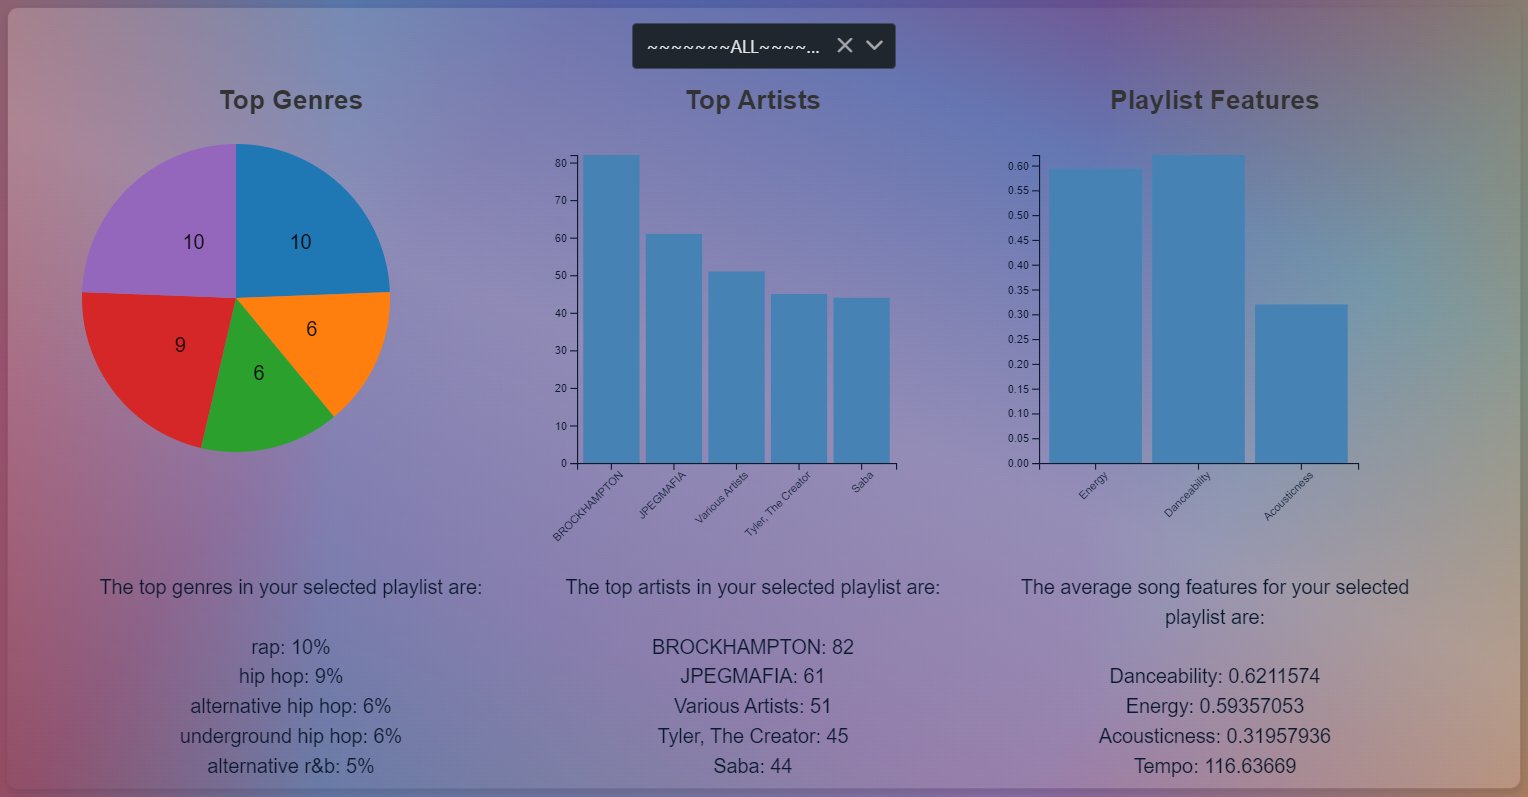 ~~~~~~~ALL~~~~...
Top Genres
10
10
6
9
6
The top genres in your selected playlist are:
rap: 10%
hip hop: 9%
alternative hip hop: 6%
underground hip hop: 6%
alternative r&b: 5%
Top Artists
80
70
60
50
40
30
20
10
0
BROCKHAMPTON
JPEGMAFIA
Various Artists
Tyler, The Creator
Saba
The top artists in your selected playlist are:
BROCKHAMPTON: 82
JPEGMAFIA: 61
Various Artists: 51
Tyler, The Creator: 45
Saba: 44
Playlist Features
0.60
0.55
0.50
0.45
0.40
0.35
0.30
0.25
0.20
0.15
0.10
0.05
0.00
Energy
Danceability
Acousticness
The average song features for your selected
playlist are:
Danceability: 0.6211574
Energy: 0.59357053
Acousticness: 0.31957936
Tempo: 116.63669